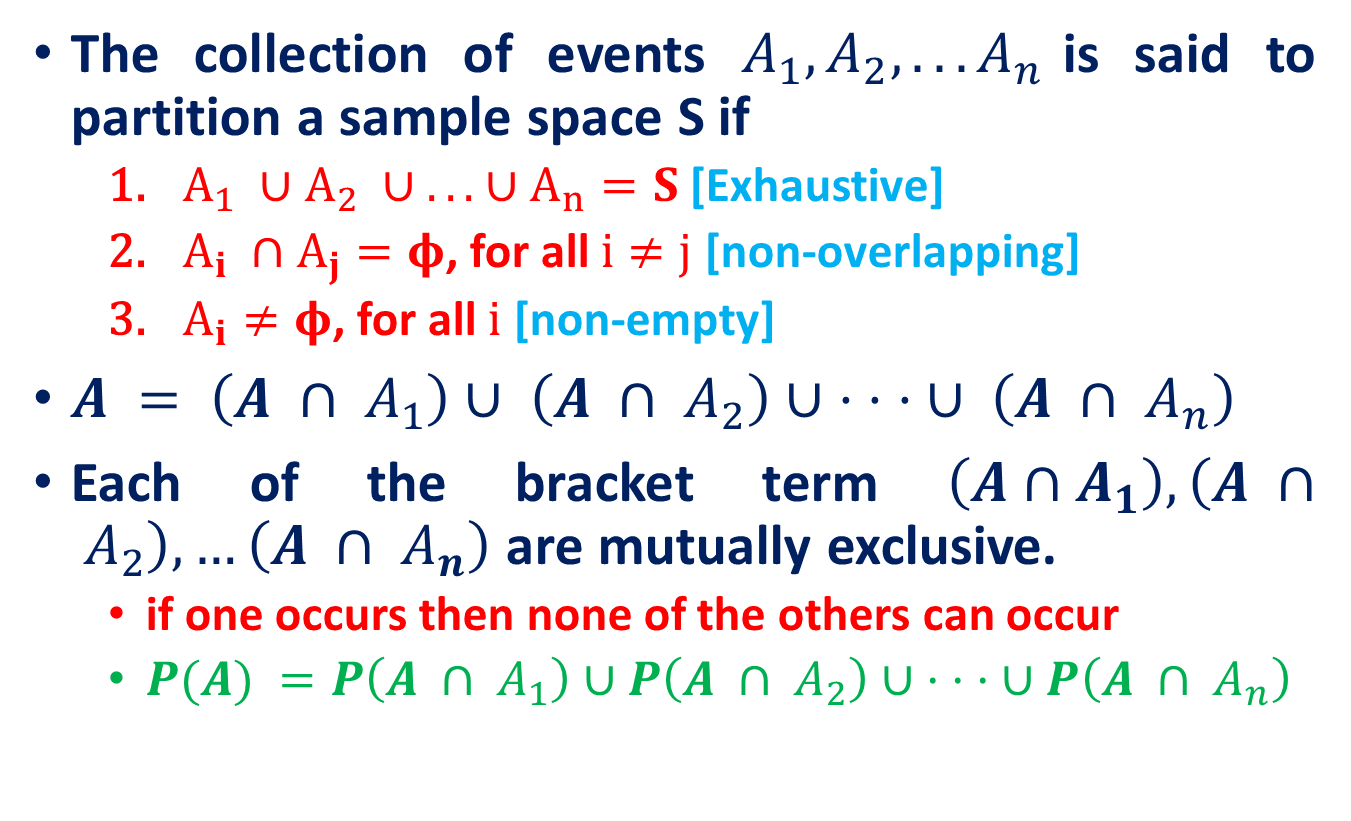 • The collection of events A₁, A₂, . . . Aₙ is said to
partition a sample space S if
1. A₁ ∪ A₂ ∪ . . . ∪ Aₙ = S [Exhaustive]
2. Aᵢ ∩ Aⱼ = ϕ, for all i ≠ j [non-overlapping]
3. Aᵢ ≠ ϕ, for all i [non-empty]
• A = (A ∩ A₁) ∪ (A ∩ A₂) ∪ · · · ∪ (A ∩ Aₙ)
• Each of the bracket term (A ∩ A₁), (A ∩
A₂), … (A ∩ Aₙ) are mutually exclusive.
• if one occurs then none of the others can occur
• P(A) = P(A ∩ A₁) ∪ P(A ∩ A₂) ∪ · · · ∪ P(A ∩ Aₙ)